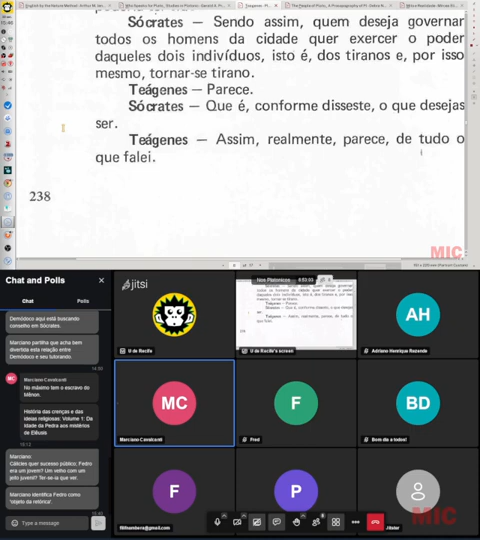 Sócrates — Sendo assim, quem deseja governar
todos os homens da cidade quer exercer o poder
daqueles dois indivíduos, isto é, dos tiranos e, por isso
mesmo, tornar-se tirano.
Teágenes — Parece.
Sócrates — Que é, conforme disseste, o que desejas
ser.
Teágenes — Assim, realmente, parece, de tudo o
que falei.
238
MIC
Chat and Polls
Chat
Polls
Demódoco aqui está buscando
conselho em Sócrates.
Marciano partilha que acha bem
divertida esta relação entre
Demódoco e seu tutorando.
MC
Marciano Cavalcanti
No máximo tem o escravo do
Mênon.
História das crenças e das
ideias religiosas: Volume 1: Da
Idade da Pedra aos mistérios
de Elêusis
Marciano:
Cálicles quer sucesso público; Fedro
era um jovem? Um velho com um
jeito juvenil? Ter-se-ia que ver.
Marciano identifica Fedro como
'objeto da retórica'.
Type a message
jitsi
U do Recife
Nos Platonicos
U do Recife's screen
AH
Adriano Henrique Rezende
MC
Marciano Cavalcanti
F
Fred
BD
Bom dia a todos!
F
P
MIC